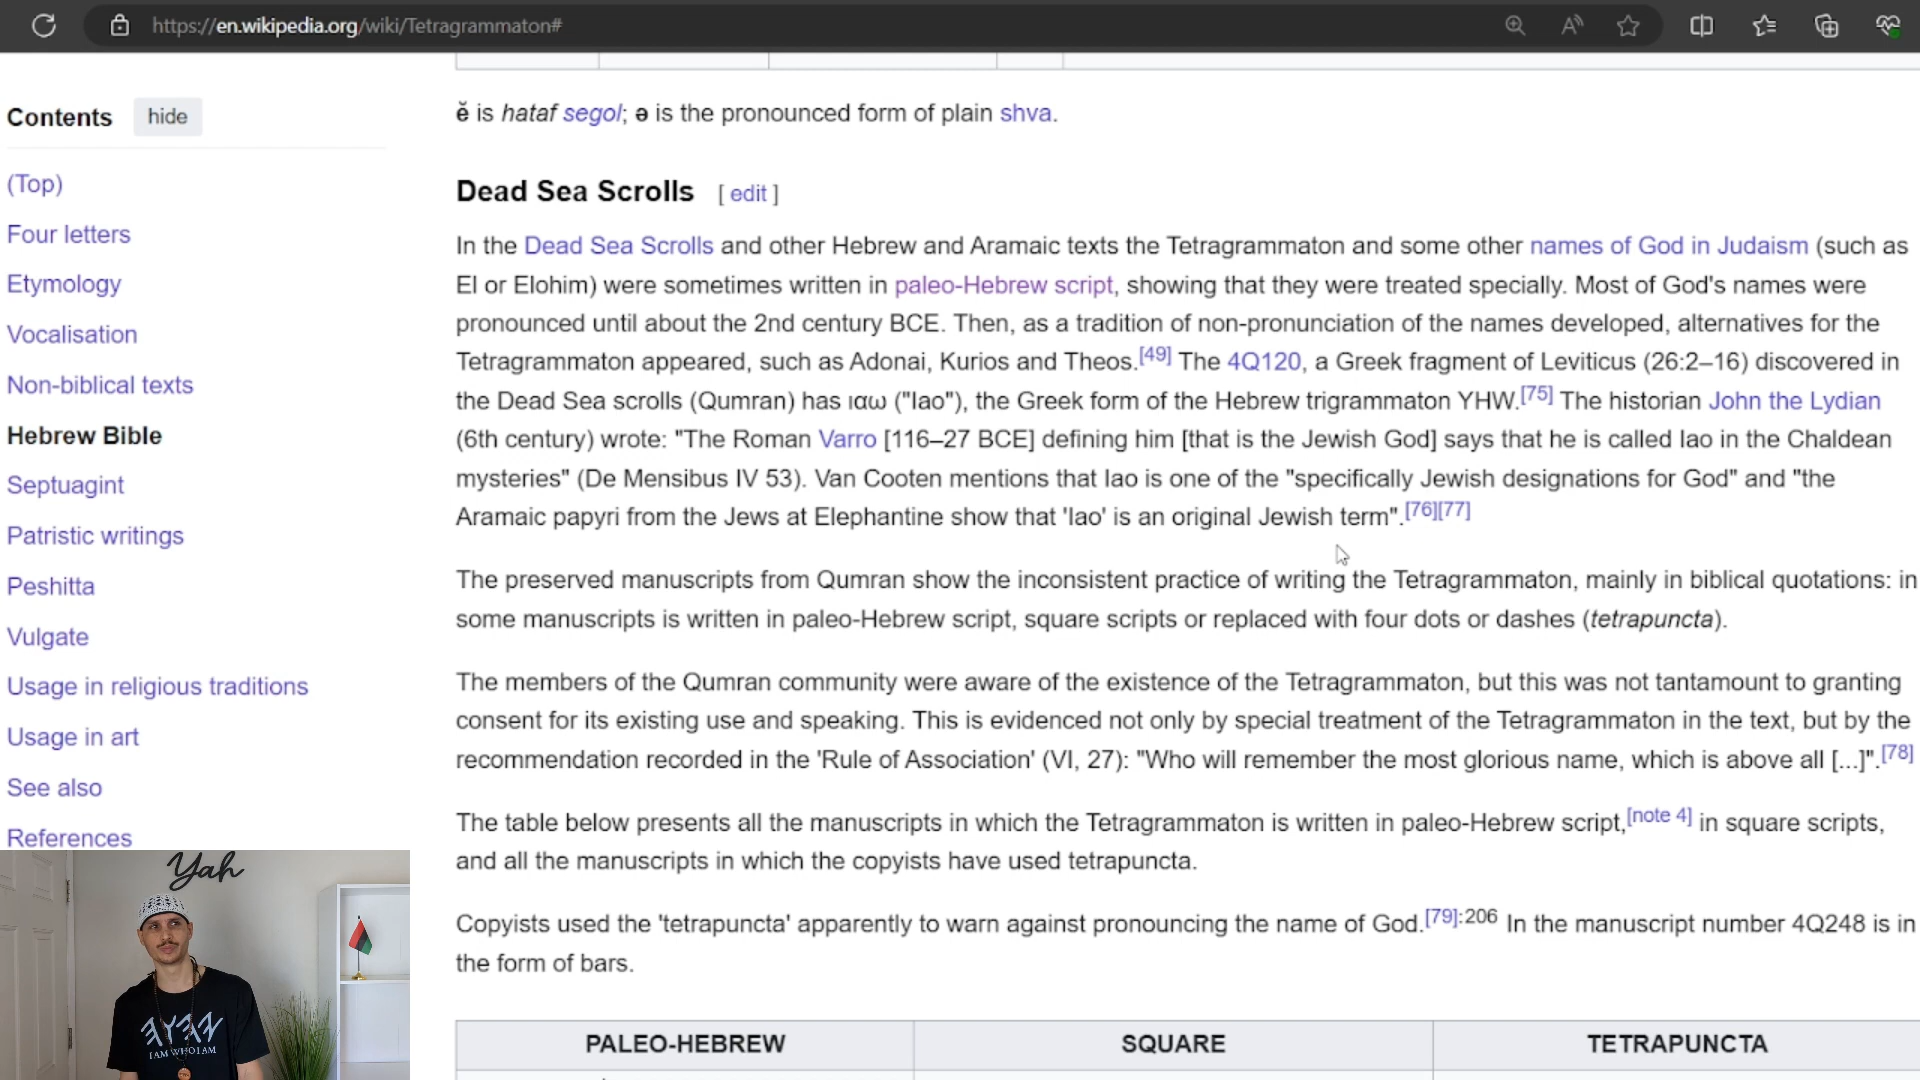 https://en.wikipedia.org/wiki/Tetragrammaton#
Contents hide
(Top)
Four letters
Etymology
Vocalisation
Non-biblical texts
Hebrew Bible
Septuagint
Patristic writings
Peshitta
Vulgate
Usage in religious traditions
Usage in art
See also
References
ĕ is hataf segol; ə is the pronounced form of plain shva.
Dead Sea Scrolls [ edit ]
In the Dead Sea Scrolls and other Hebrew and Aramaic texts the Tetragrammaton and some other names of God in Judaism (such as
El or Elohim) were sometimes written in paleo-Hebrew script, showing that they were treated specially. Most of God's names were
pronounced until about the 2nd century BCE. Then, as a tradition of non-pronunciation of the names developed, alternatives for the
Tetragrammaton appeared, such as Adonai, Kurios and Theos.[49] The 4Q120, a Greek fragment of Leviticus (26:2–16) discovered in
the Dead Sea scrolls (Qumran) has ιαω ("Iao"), the Greek form of the Hebrew trigrammaton YHW.[75] The historian John the Lydian
(6th century) wrote: "The Roman Varro [116–27 BCE] defining him [that is the Jewish God] says that he is called Iao in the Chaldean
mysteries" (De Mensibus IV 53). Van Cooten mentions that Iao is one of the "specifically Jewish designations for God" and "the
Aramaic papyri from the Jews at Elephantine show that 'Iao' is an original Jewish term".[76][77]
The preserved manuscripts from Qumran show the inconsistent practice of writing the Tetragrammaton, mainly in biblical quotations: in
some manuscripts is written in paleo-Hebrew script, square scripts or replaced with four dots or dashes (tetrapuncta).
The members of the Qumran community were aware of the existence of the Tetragrammaton, but this was not tantamount to granting
consent for its existing use and speaking. This is evidenced not only by special treatment of the Tetragrammaton in the text, but by the
recommendation recorded in the 'Rule of Association' (VI, 27): "Who will remember the most glorious name, which is above all [...]".[78]
The table below presents all the manuscripts in which the Tetragrammaton is written in paleo-Hebrew script,[note 4] in square scripts,
and all the manuscripts in which the copyists have used tetrapuncta.
Copyists used the 'tetrapuncta' apparently to warn against pronouncing the name of God.[79]:206 In the manuscript number 4Q248 is in
the form of bars.
PALEO-HEBREW SQUARE TETRAPUNCTA
Yah
𐤉𐤄𐤅𐤄
I AM WHO I AM